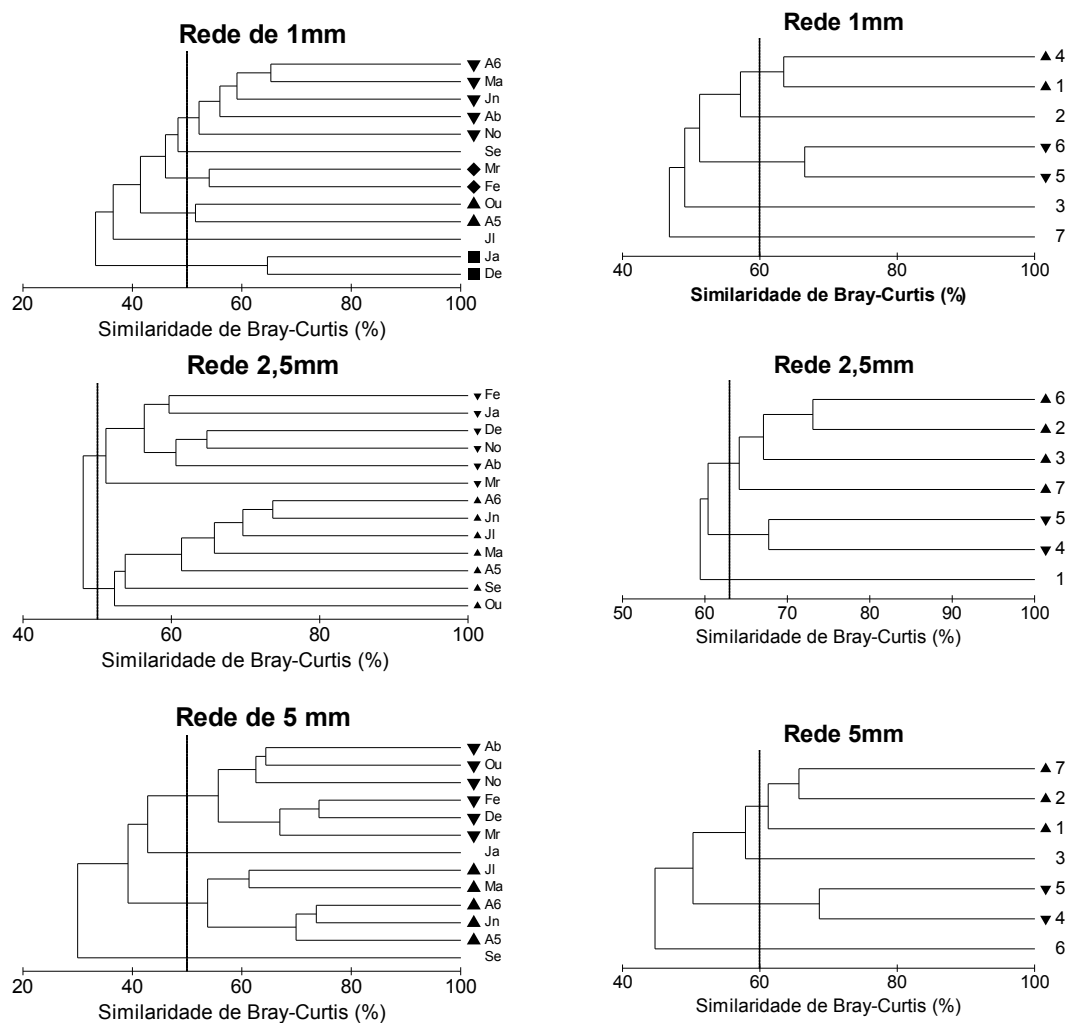 Rede de 1mm
A6
Ma
Jn
Ab
No
Se
Mr
Fe
Ou
A5
Jl
Ja
De
20 40 60 80 100
Similaridade de Bray-Curtis (%)
Rede 1mm
4
1
2
6
5
3
7
40 60 80 100
Similaridade de Bray-Curtis (%)
Rede 2,5mm
Fe
Ja
De
No
Ab
Mr
A6
Jn
Jl
Ma
A5
Se
Ou
40 60 80 100
Similaridade de Bray-Curtis (%)
Rede 2,5mm
6
2
3
7
5
4
1
50 60 70 80 90 100
Similaridade de Bray-Curtis (%)
Rede de 5 mm
Ab
Ou
No
Fe
De
Mr
Ja
Jl
Ma
A6
Jn
A5
Se
20 40 60 80 100
Similaridade de Bray-Curtis (%)
Rede 5mm
7
2
1
3
5
4
6
40 60 80 100
Similaridade de Bray-Curtis (%)